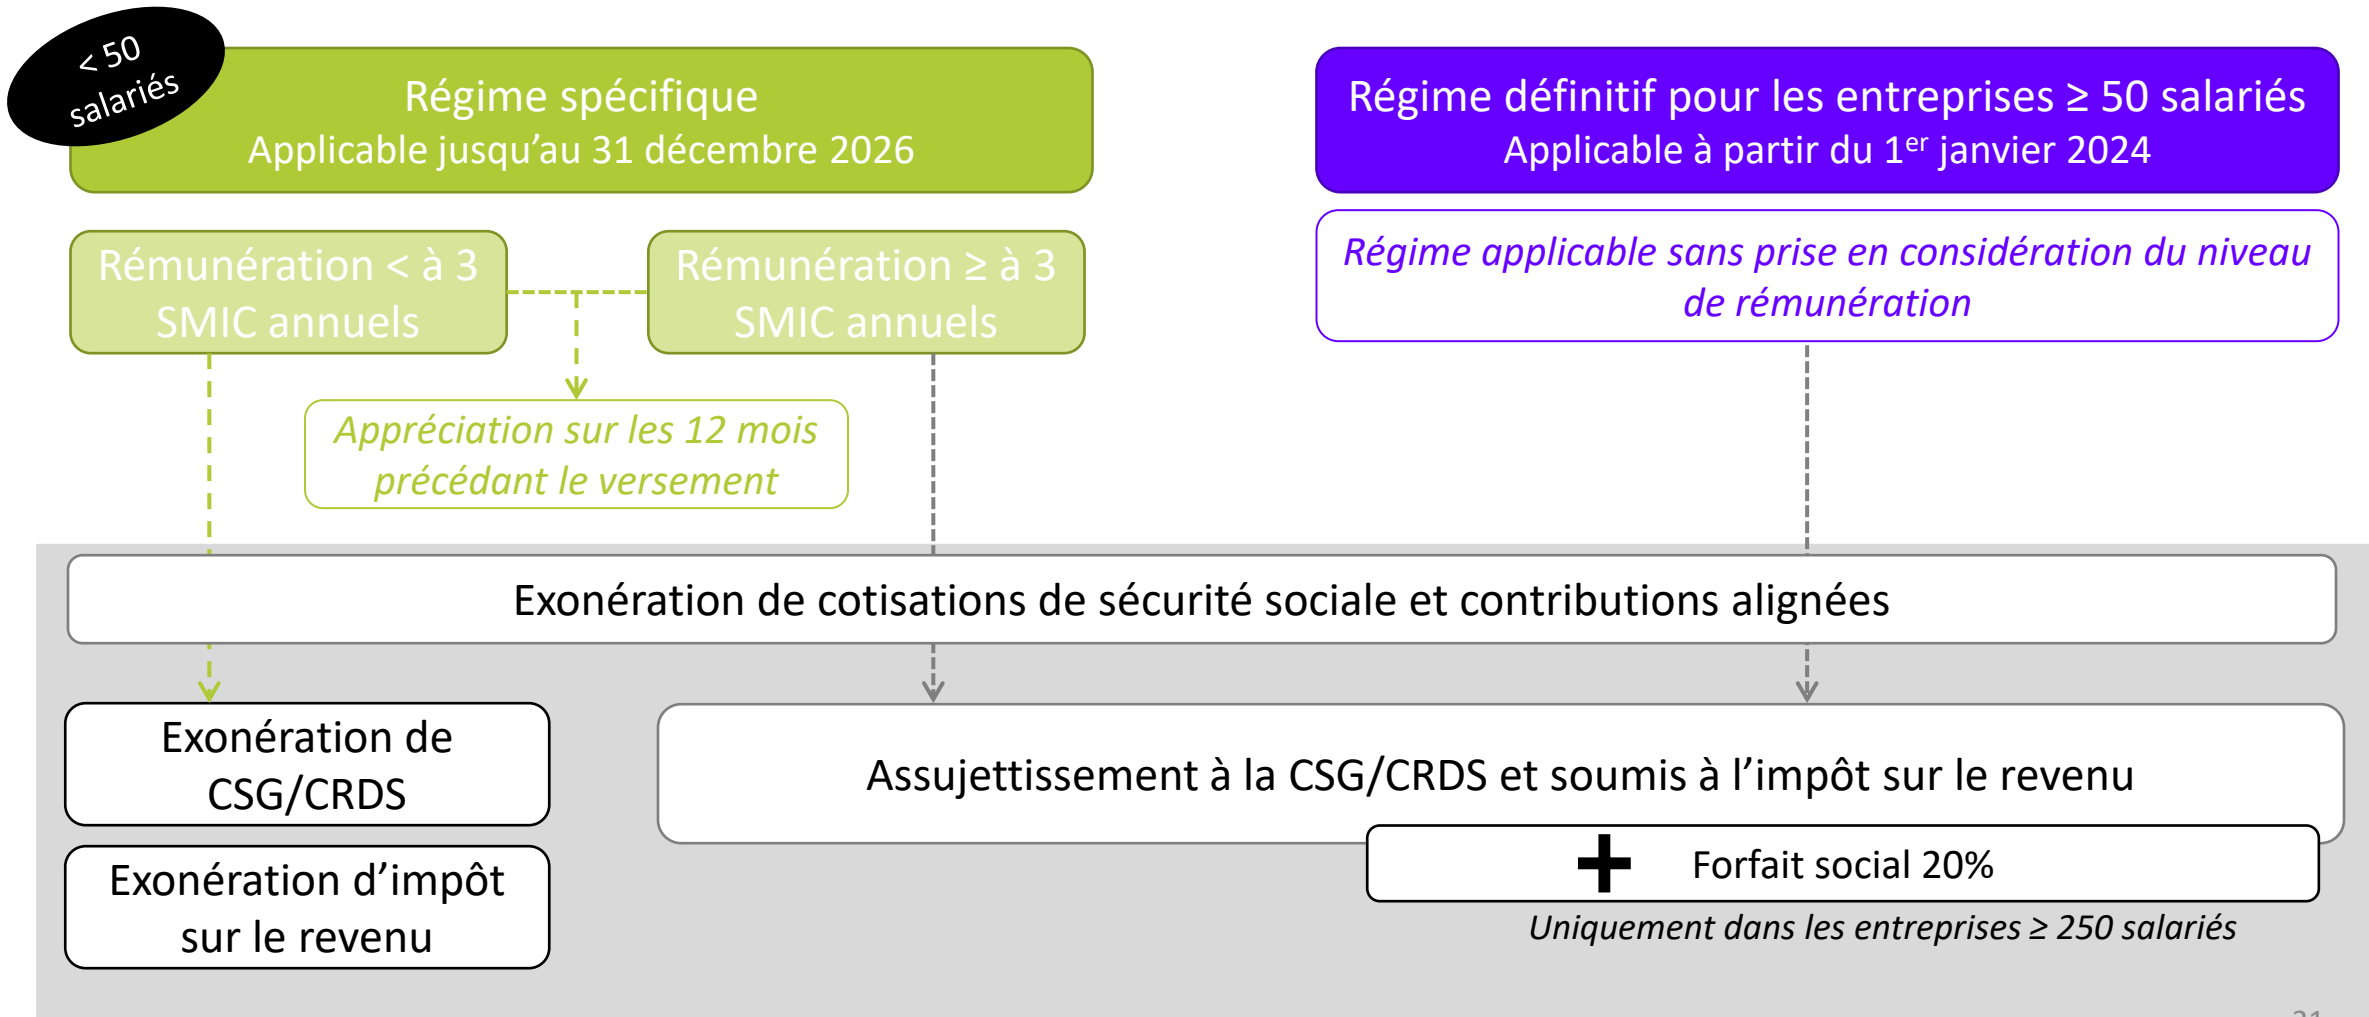 < 50
salariés
Régime spécifique
Applicable jusqu’au 31 décembre 2026
Régime définitif pour les entreprises ≥ 50 salariés
Applicable à partir du 1er janvier 2024
Rémunération < à 3
SMIC annuels
Rémunération ≥ à 3
SMIC annuels
Régime applicable sans prise en considération du niveau
de rémunération
Appréciation sur les 12 mois
précédant le versement
Exonération de cotisations de sécurité sociale et contributions alignées
Exonération de
CSG/CRDS
Assujettissement à la CSG/CRDS et soumis à l’impôt sur le revenu
Exonération d’impôt
sur le revenu
+ Forfait social 20%
Uniquement dans les entreprises ≥ 250 salariés